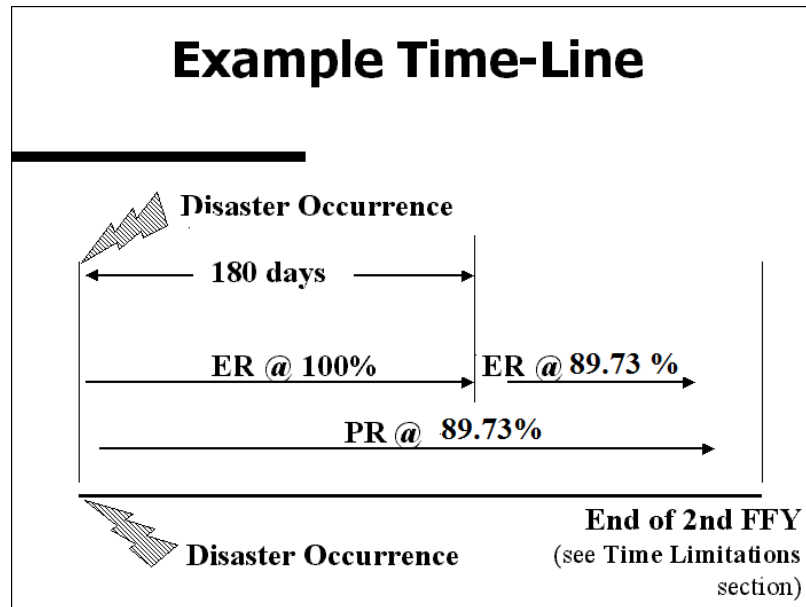 Example Time-Line
Disaster Occurrence
180 days
ER @ 100%
ER @ 89.73 %
PR @ 89.73%
End of 2nd FFY
(see Time Limitations
section)
Disaster Occurrence